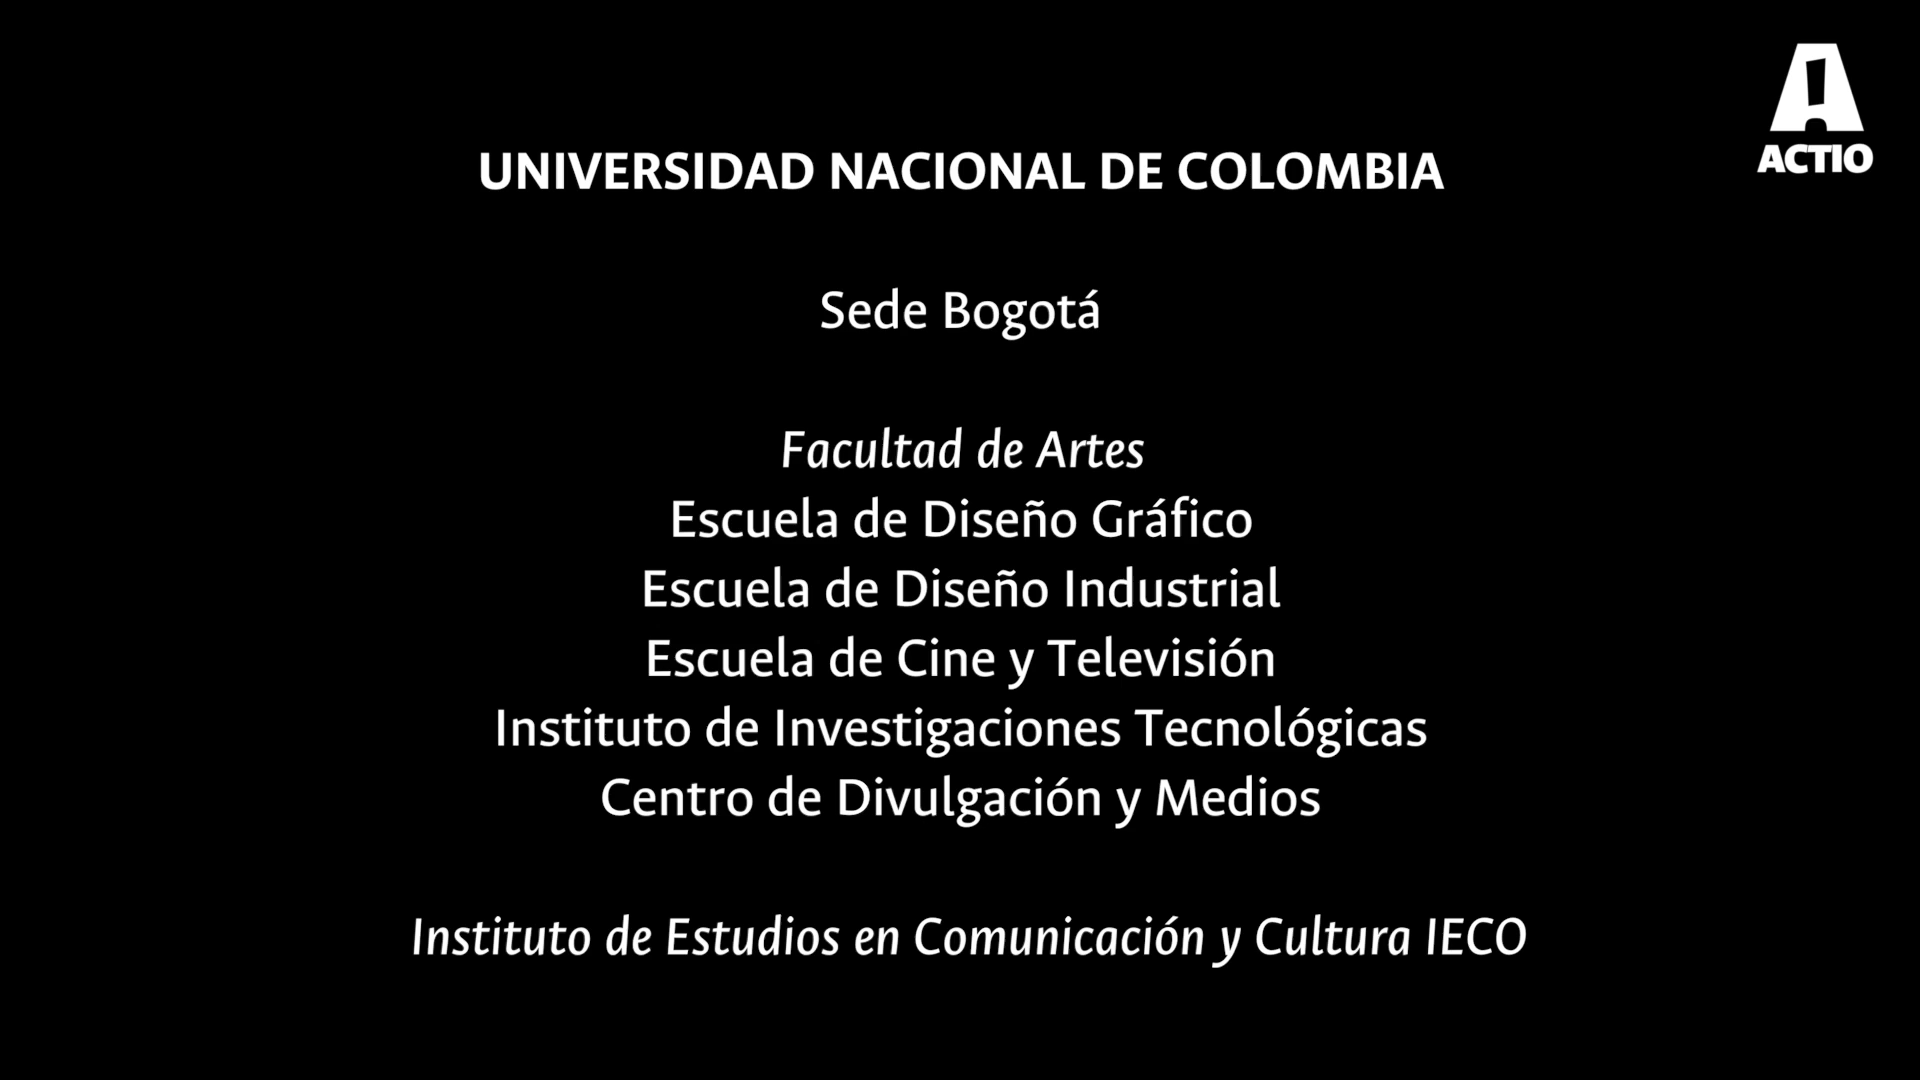 ACTIO
UNIVERSIDAD NACIONAL DE COLOMBIA
Sede Bogotá
Facultad de Artes
Escuela de Diseño Gráfico
Escuela de Diseño Industrial
Escuela de Cine y Televisión
Instituto de Investigaciones Tecnológicas
Centro de Divulgación y Medios
Instituto de Estudios en Comunicación y Cultura IECO